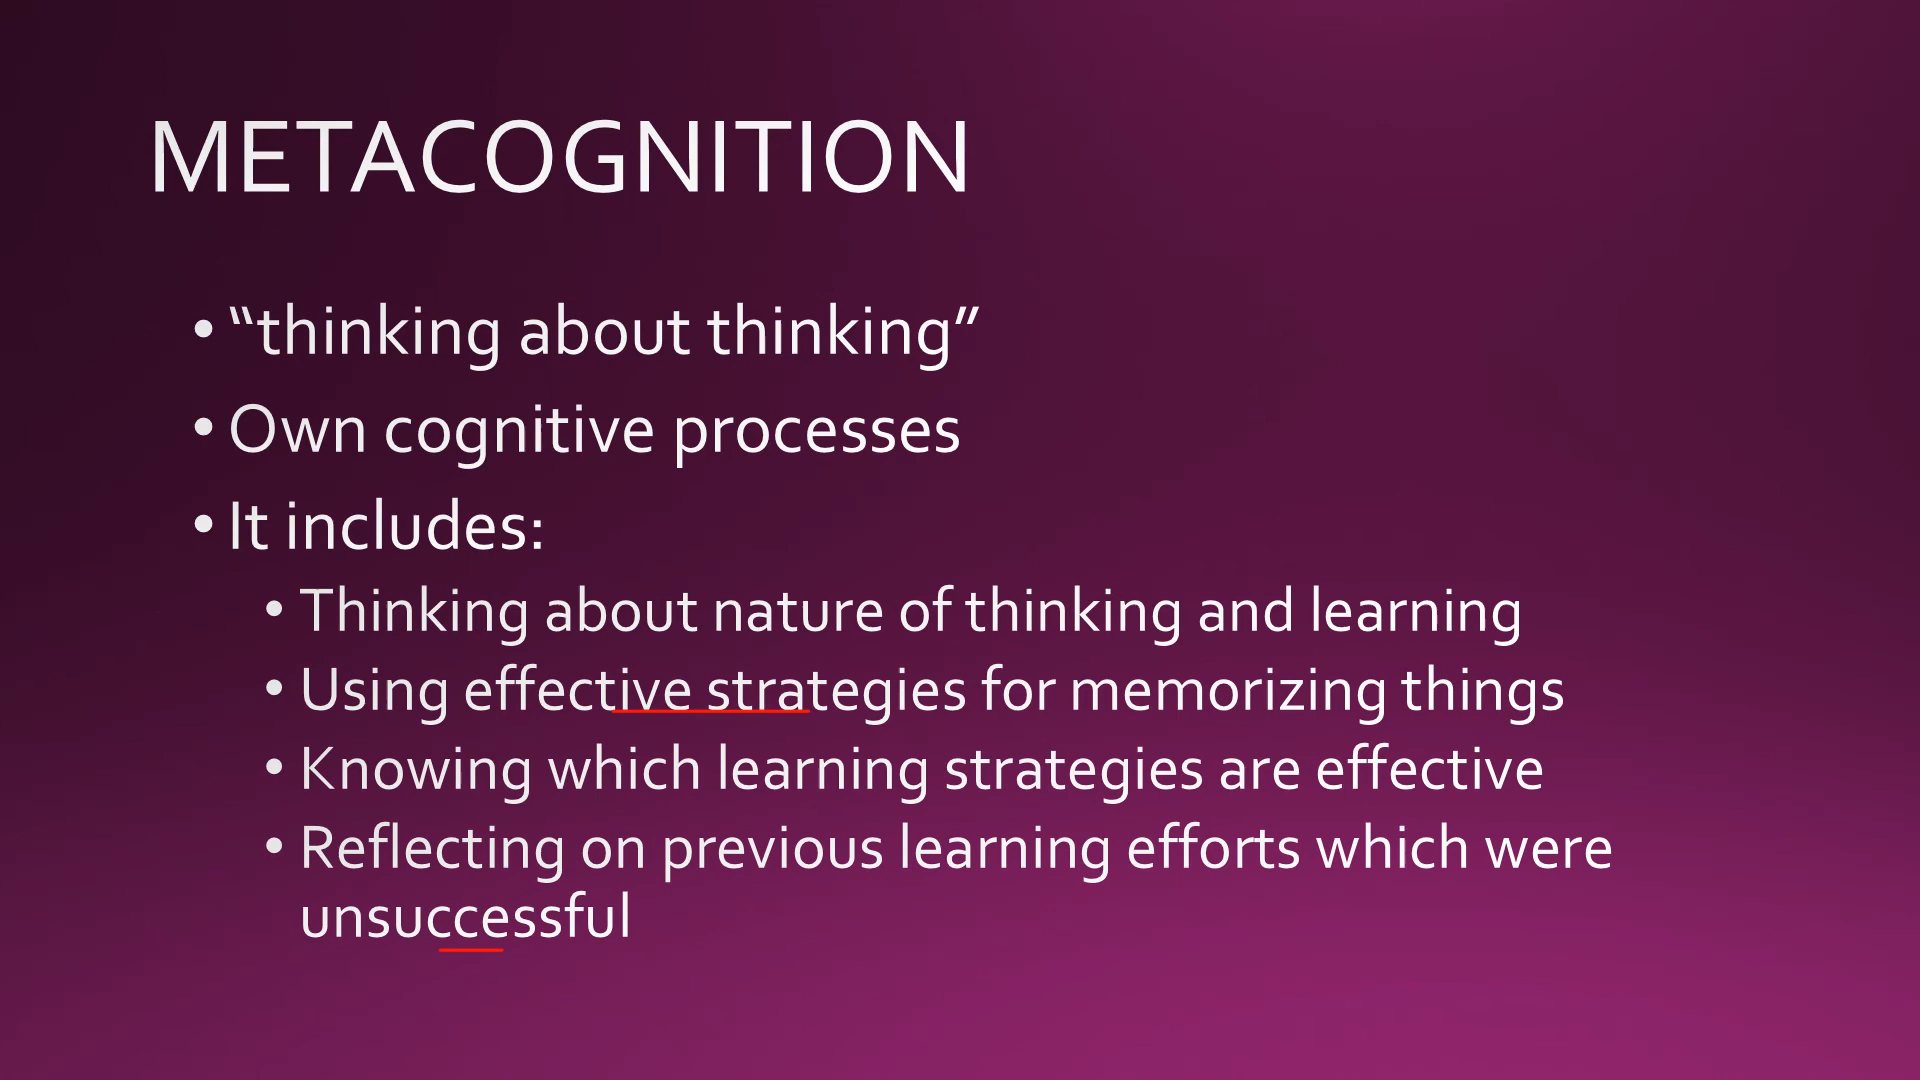 METACOGNITION
• “thinking about thinking”
• Own cognitive processes
• It includes:
• Thinking about nature of thinking and learning
• Using effective strategies for memorizing things
• Knowing which learning strategies are effective
• Reflecting on previous learning efforts which were
unsuccessful